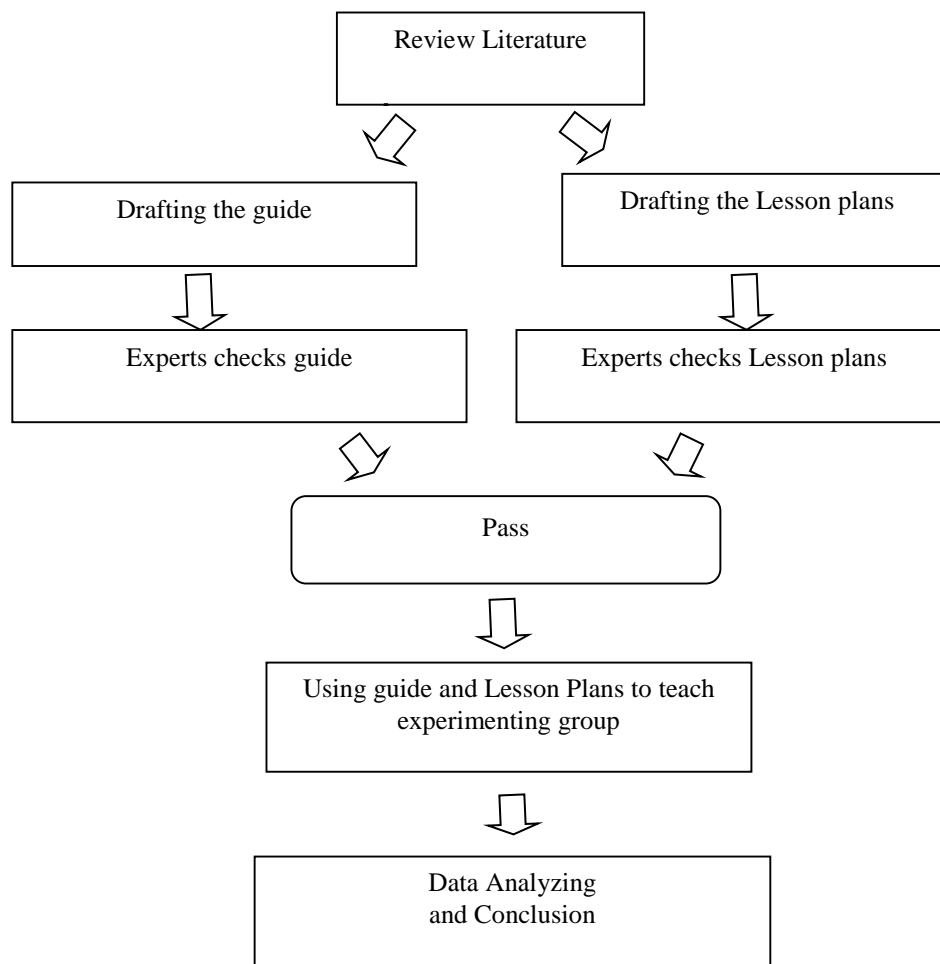 Review Literature
Drafting the guide
Drafting the Lesson plans
Experts checks guide
Experts checks Lesson plans
Pass
Using guide and Lesson Plans to teach
experimenting group
Data Analyzing
and Conclusion